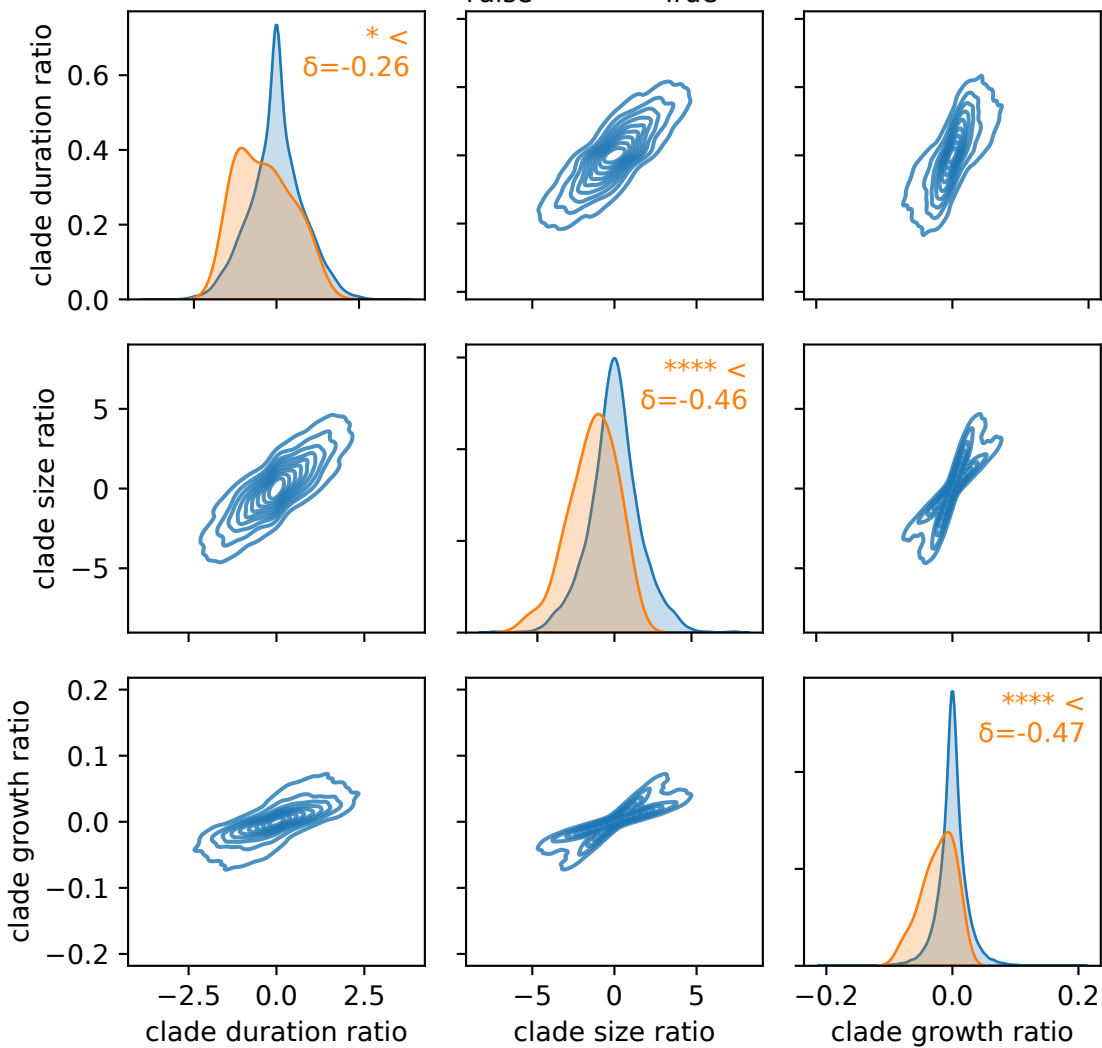 True
clade duration ratio
0.6
0.4
0.2
0.0
* <
δ=-0.26
clade size ratio
5
0
−5
**** <
δ=-0.46
clade growth ratio
0.2
0.1
0.0
−0.1
−0.2
**** <
δ=-0.47
−2.5 0.0 2.5
−5 0 5
−0.2 0.0 0.2
clade duration ratio
clade size ratio
clade growth ratio